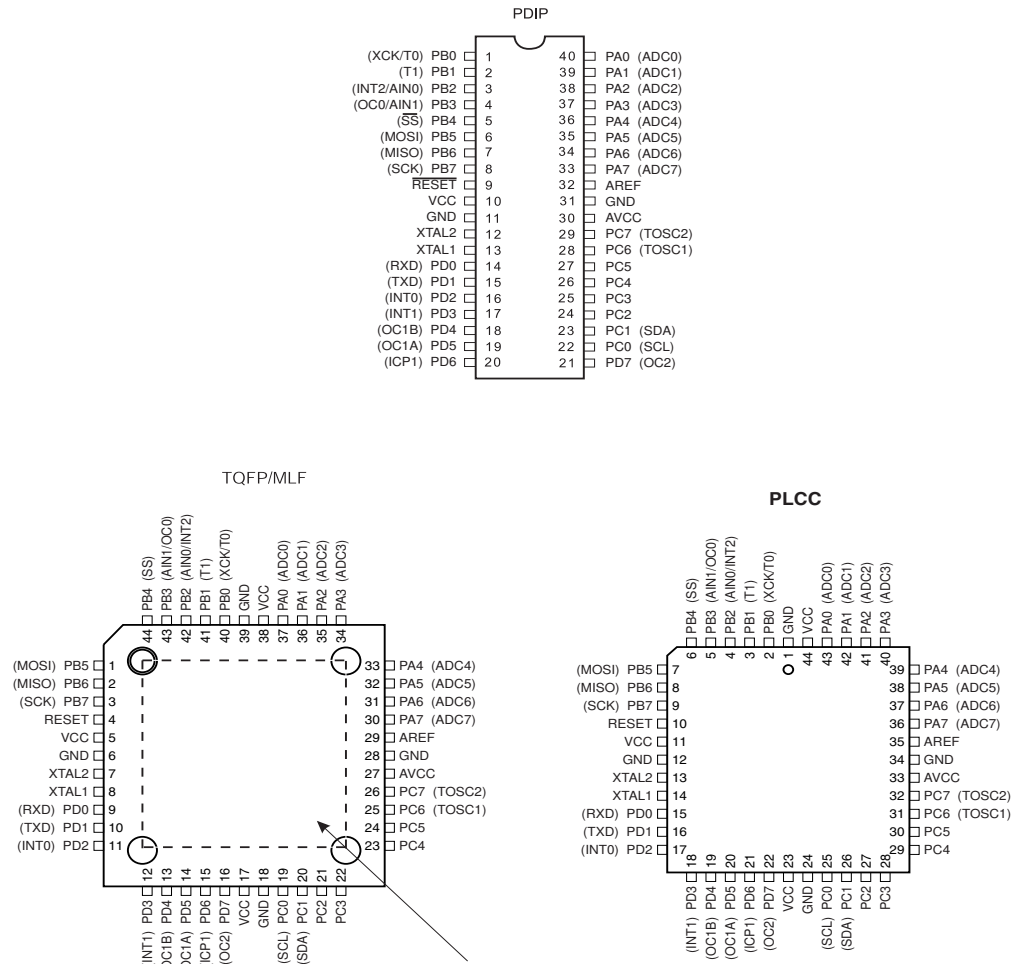 PDIP
(XCK/T0) PB0 1 40 PA0 (ADC0)
(T1) PB1 2 39 PA1 (ADC1)
(INT2/AIN0) PB2 3 38 PA2 (ADC2)
(OC0/AIN1) PB3 4 37 PA3 (ADC3)
(SS) PB4 5 36 PA4 (ADC4)
(MOSI) PB5 6 35 PA5 (ADC5)
(MISO) PB6 7 34 PA6 (ADC6)
(SCK) PB7 8 33 PA7 (ADC7)
RESET 9 32 AREF
VCC 10 31 GND
GND 11 30 AVCC
XTAL2 12 29 PC7 (TOSC2)
XTAL1 13 28 PC6 (TOSC1)
(RXD) PD0 14 27 PC5
(TXD) PD1 15 26 PC4
(INT0) PD2 16 25 PC3
(INT1) PD3 17 24 PC2
(OC1B) PD4 18 23 PC1 (SDA)
(OC1A) PD5 19 22 PC0 (SCL)
(ICP1) PD6 20 21 PD7 (OC2)
TQFP/MLF
PB4 (SS)
PB3 (AIN1/OC0)
PB2 (AIN0/INT2)
PB1 (T1)
PB0 (XCK/T0)
GND
VCC
PA0 (ADC0)
PA1 (ADC1)
PA2 (ADC2)
PA3 (ADC3)
44 43 42 41 40 39 38 37 36 35 34
(MOSI) PB5 1 33 PA4 (ADC4)
(MISO) PB6 2 32 PA5 (ADC5)
(SCK) PB7 3 31 PA6 (ADC6)
RESET 4 30 PA7 (ADC7)
VCC 5 29 AREF
GND 6 28 GND
XTAL2 7 27 AVCC
XTAL1 8 26 PC7 (TOSC2)
(RXD) PD0 9 25 PC6 (TOSC1)
(TXD) PD1 10 24 PC5
(INT0) PD2 11 23 PC4
12 13 14 15 16 17 18 19 20 21 22
(INT1) PD3
OC1B) PD4
OC1A) PD5
(ICP1) PD6
(OC2) PD7
VCC
GND
(SCL) PC0
(SDA) PC1
PC2
PC3
PLCC
PB4 (SS)
PB3 (AIN1/OC0)
PB2 (AIN0/INT2)
PB1 (T1)
PB0 (XCK/T0)
GND
VCC
PA0 (ADC0)
PA1 (ADC1)
PA2 (ADC2)
PA3 (ADC3)
6 5 4 3 2 1 44 43 42 41 40
(MOSI) PB5 7 39 PA4 (ADC4)
(MISO) PB6 8 38 PA5 (ADC5)
(SCK) PB7 9 37 PA6 (ADC6)
RESET 10 36 PA7 (ADC7)
VCC 11 35 AREF
GND 12 34 GND
XTAL2 13 33 AVCC
XTAL1 14 32 PC7 (TOSC2)
(RXD) PD0 15 31 PC6 (TOSC1)
(TXD) PD1 16 30 PC5
(INT0) PD2 17 29 PC4
18 19 20 21 22 23 24 25 26 27 28
(INT1) PD3
(OC1B) PD4
(OC1A) PD5
(ICP1) PD6
(OC2) PD7
VCC
GND
(SCL) PC0
(SDA) PC1
PC2
PC3